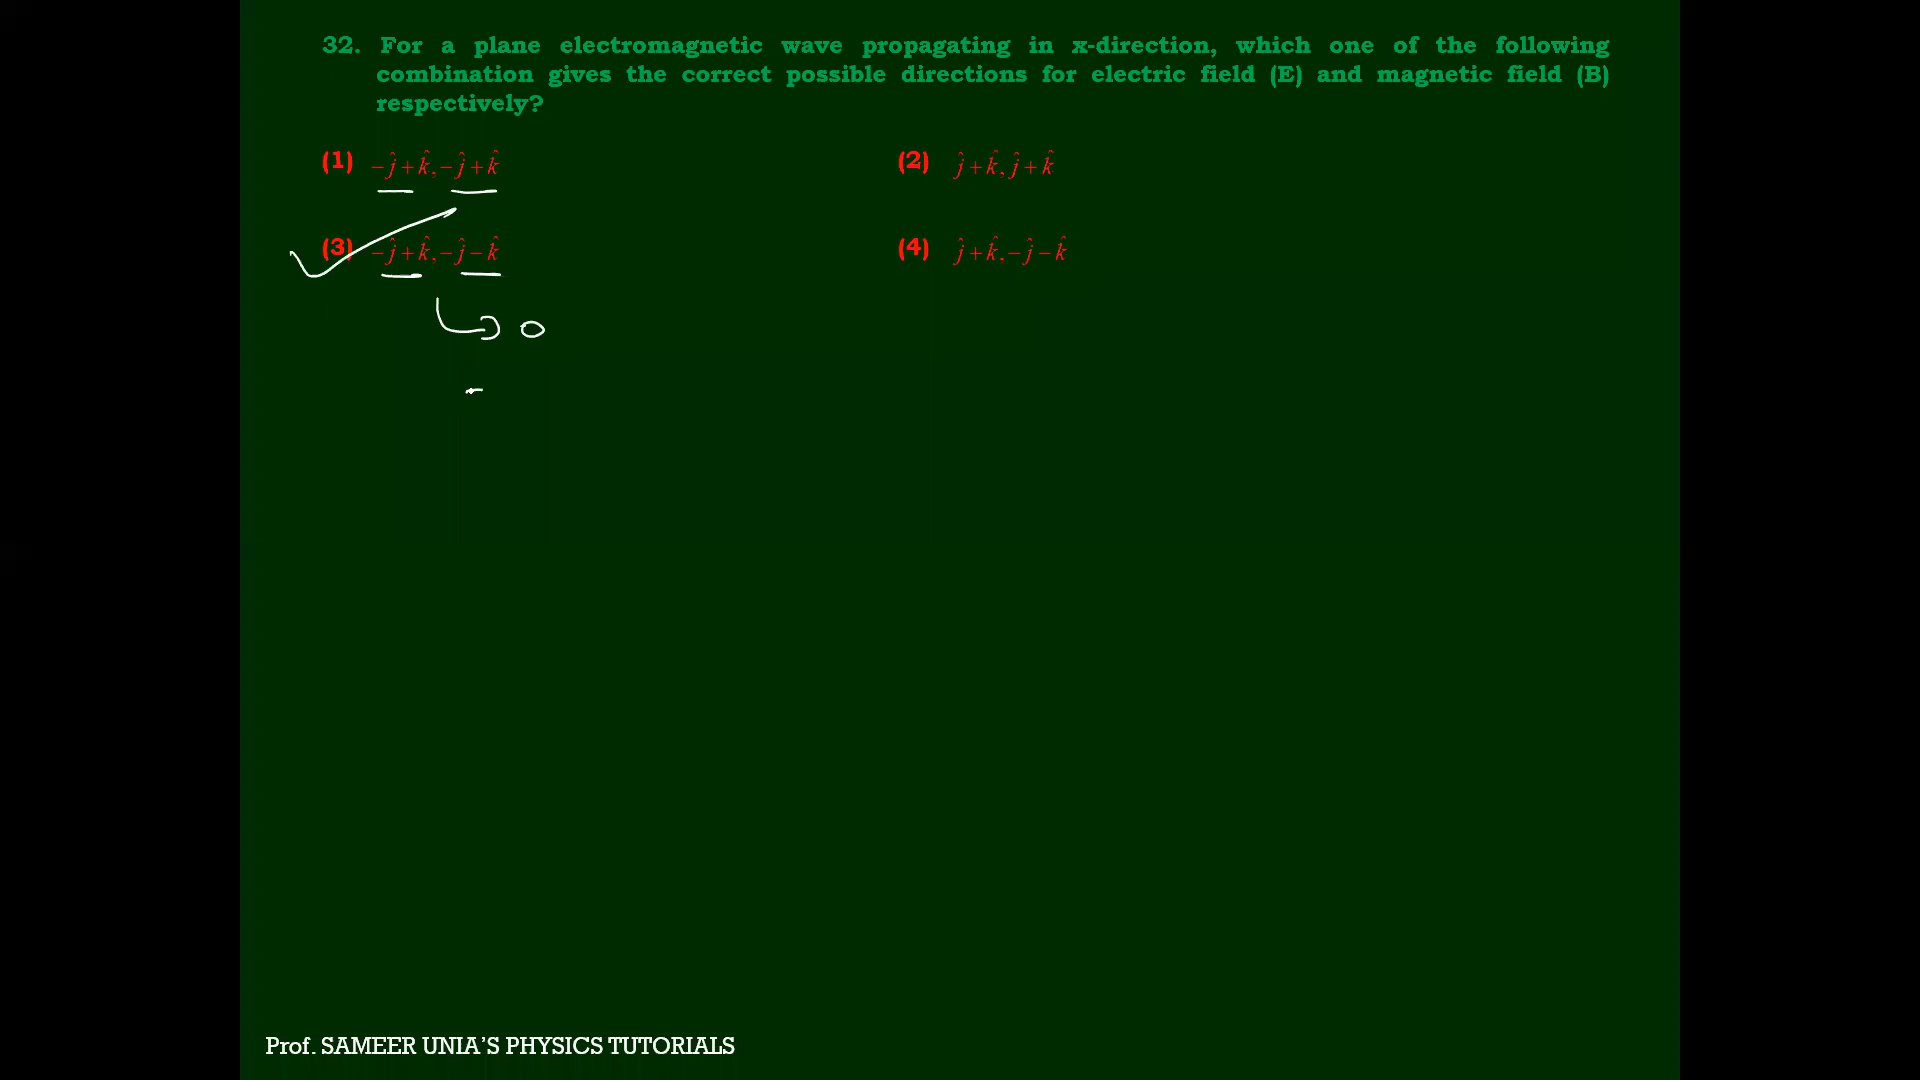 32. For a plane electromagnetic wave propagating in x-direction, which one of the following
combination gives the correct possible directions for electric field (E) and magnetic field (B)
respectively?
(1) −ĵ+k̂,−ĵ+k̂ (2) ĵ+k̂,ĵ+k̂
(3) −ĵ+k̂,−ĵ−k̂ (4) ĵ+k̂,−ĵ−k̂
0
Prof. SAMEER UNIA’S PHYSICS TUTORIALS